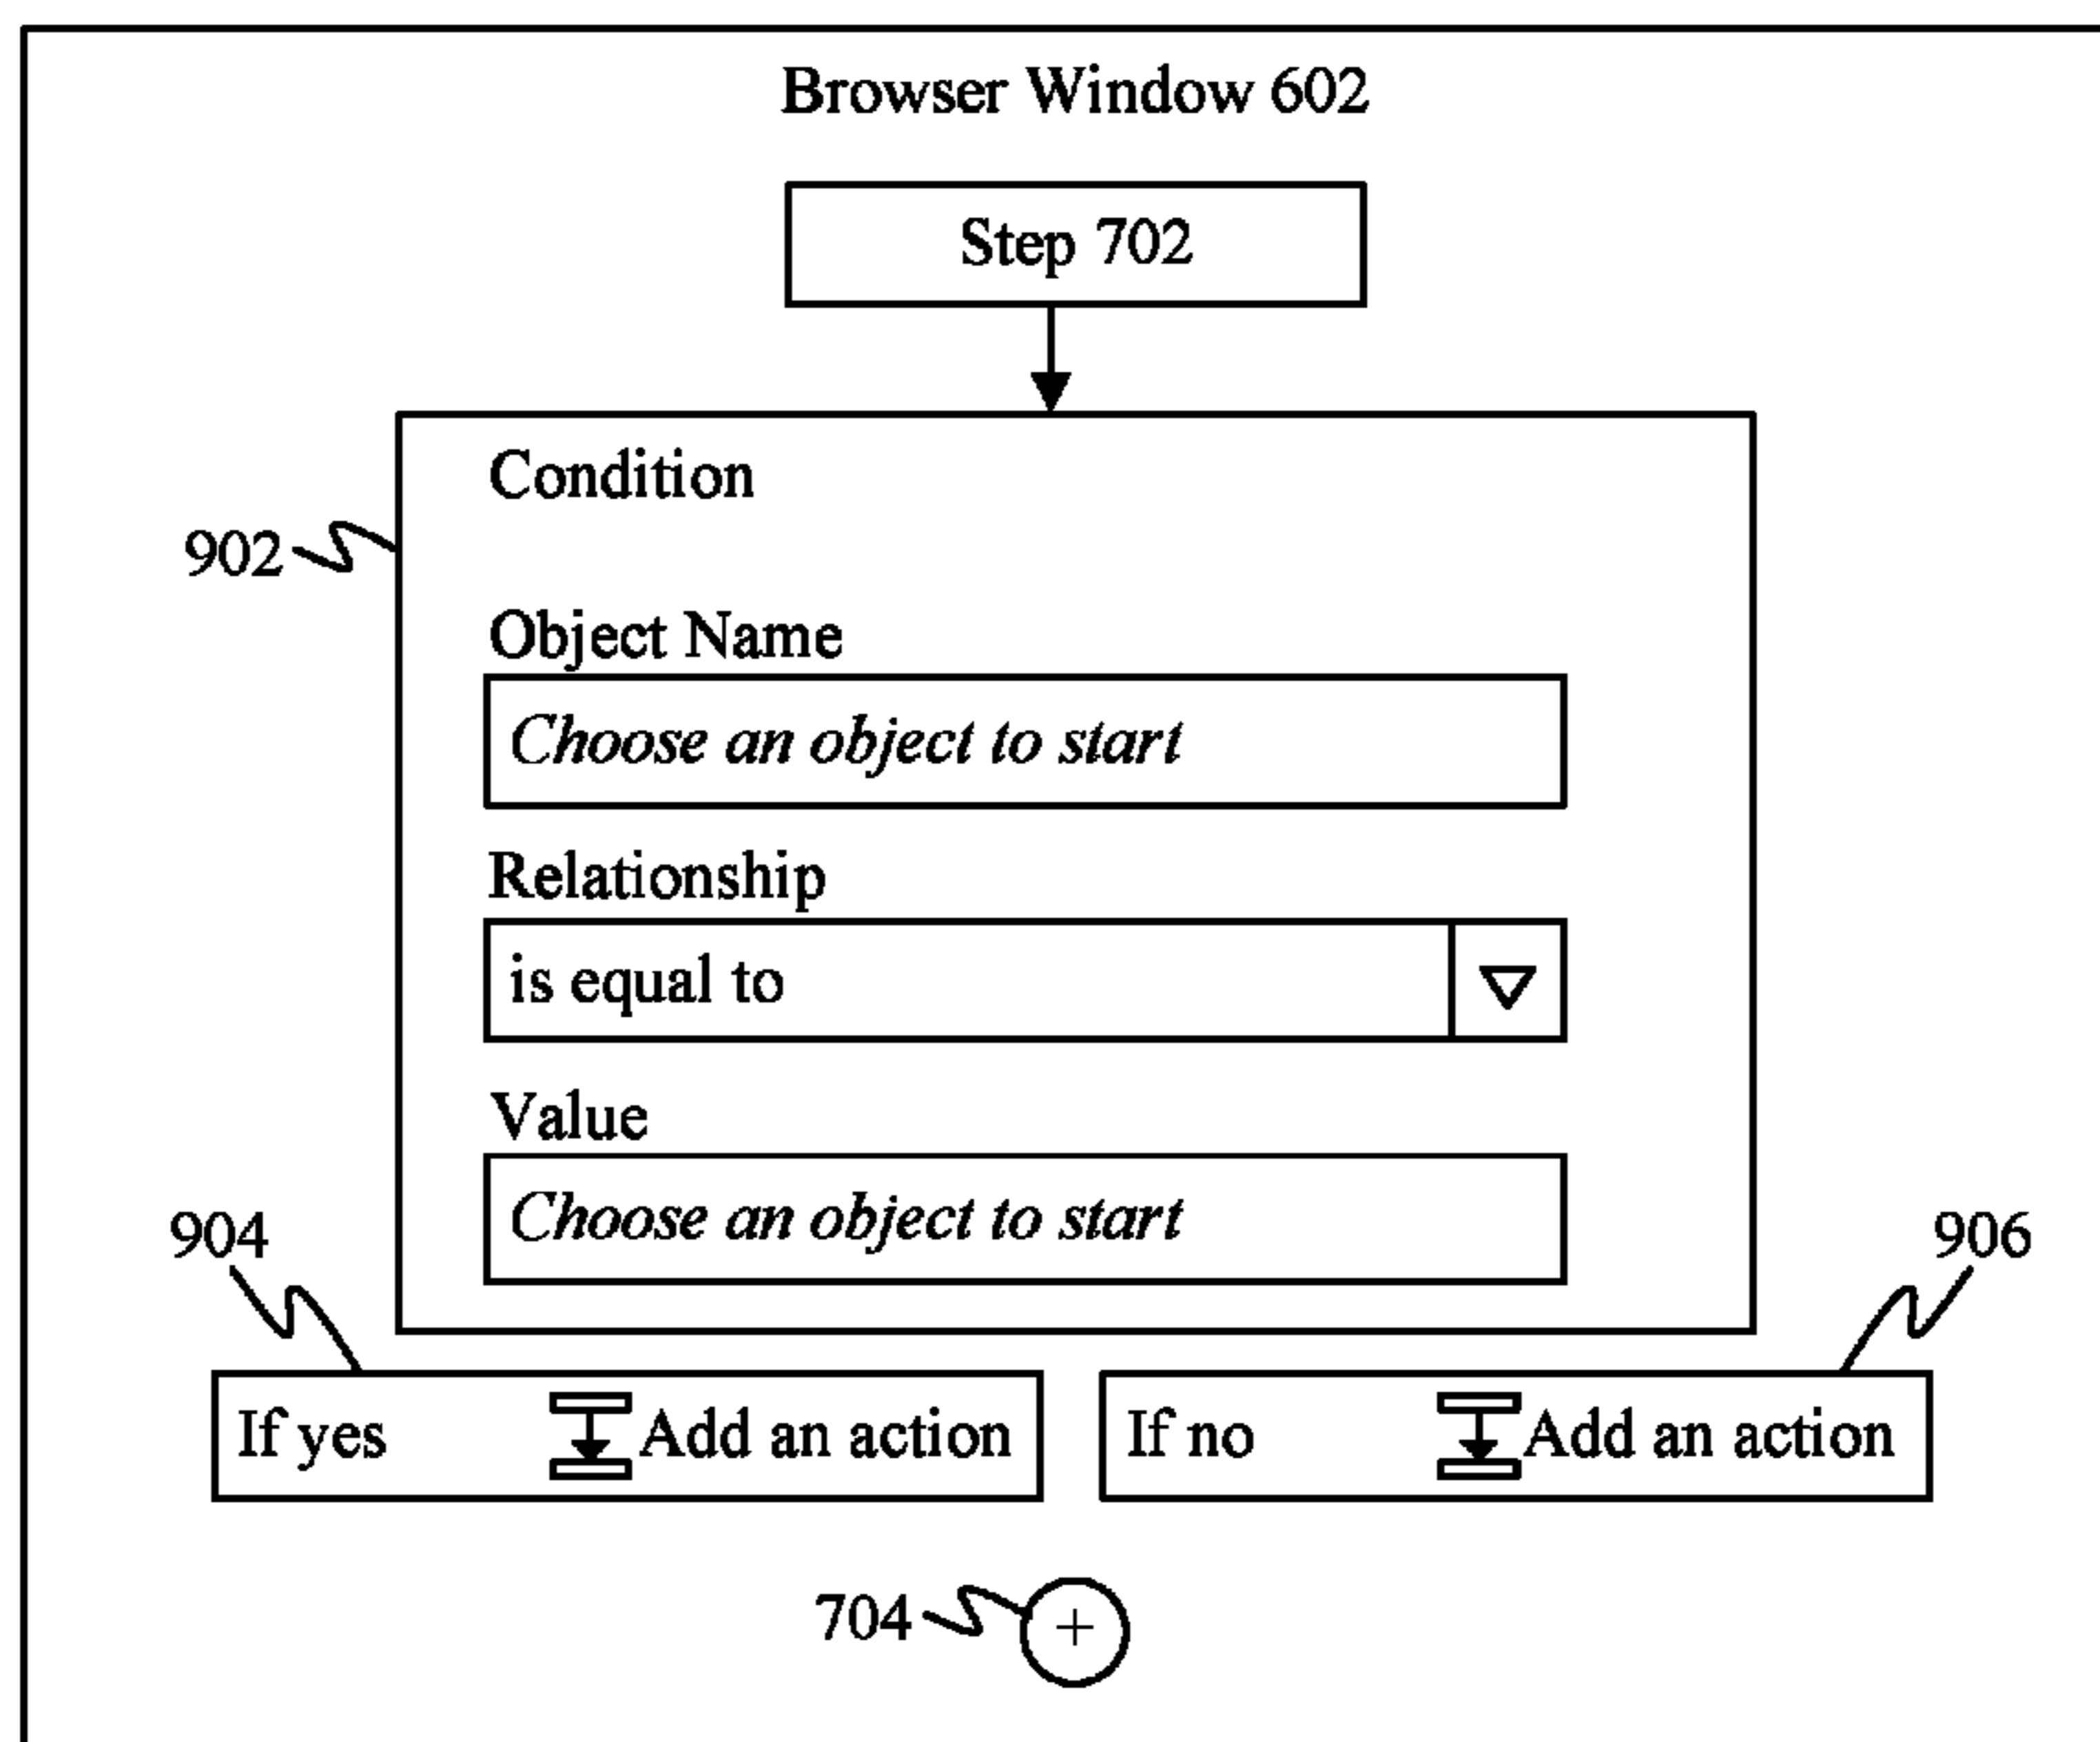 Browser Window 602
Step 702
Condition
902
Object Name
Choose an object to start
Relationship
is equal to
Value
Choose an object to start
904
906
If yes Add an action
If no Add an action
704
+